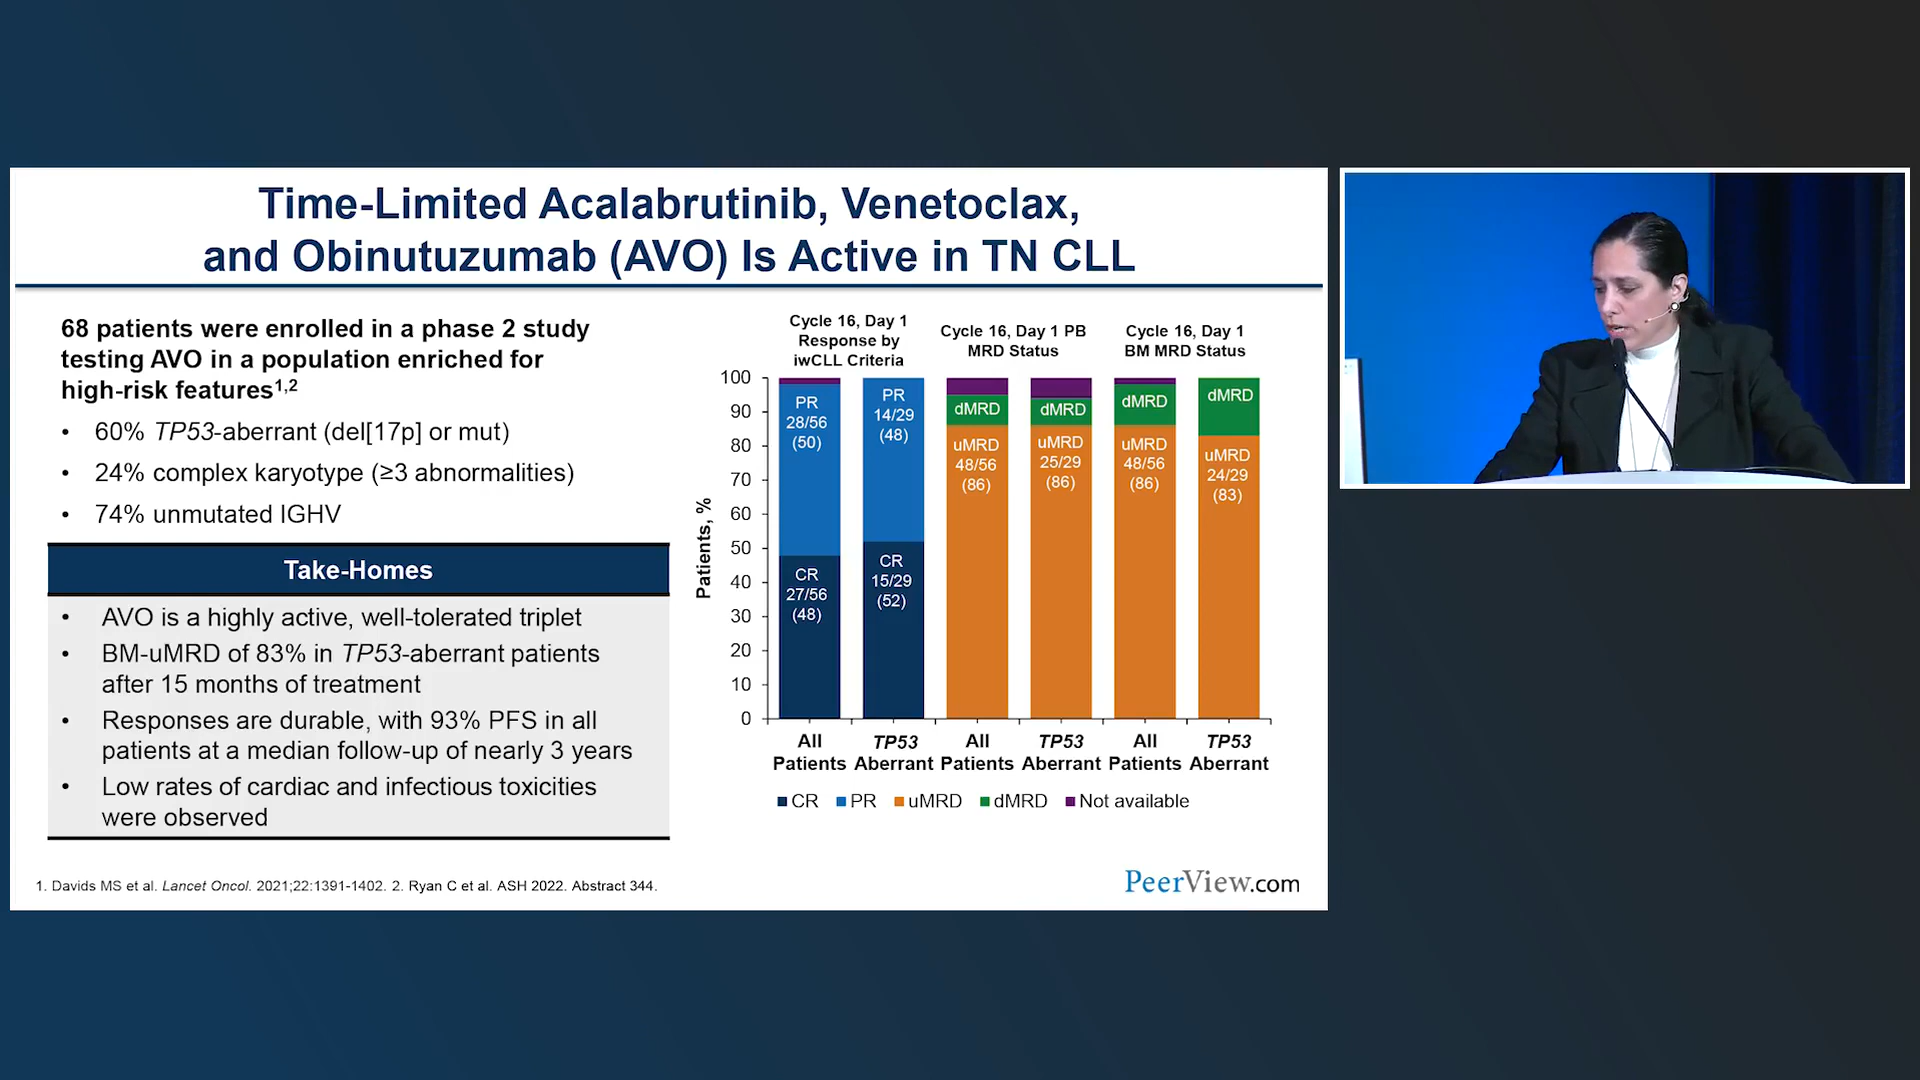 Time-Limited Acalabrutinib, Venetoclax,
and Obinutuzumab (AVO) Is Active in TN CLL
68 patients were enrolled in a phase 2 study
testing AVO in a population enriched for
high-risk features1,2
• 60% TP53-aberrant (del[17p] or mut)
• 24% complex karyotype (≥3 abnormalities)
• 74% unmutated IGHV
Take-Homes
• AVO is a highly active, well-tolerated triplet
• BM-uMRD of 83% in TP53-aberrant patients
after 15 months of treatment
• Responses are durable, with 93% PFS in all
patients at a median follow-up of nearly 3 years
• Low rates of cardiac and infectious toxicities
were observed
Cycle 16, Day 1
Response by
iwCLL Criteria
Cycle 16, Day 1 PB
MRD Status
Cycle 16, Day 1
BM MRD Status
Patients, %
100
90
80
70
60
50
40
30
20
10
0
PR
28/56
(50)
CR
27/56
(48)
PR
14/29
(48)
CR
15/29
(52)
dMRD
uMRD
48/56
(86)
dMRD
uMRD
25/29
(86)
dMRD
uMRD
48/56
(86)
dMRD
uMRD
24/29
(83)
All
Patients
TP53
Aberrant
All
Patients
TP53
Aberrant
All
Patients
TP53
Aberrant
CR PR uMRD dMRD Not available
1. Davids MS et al. Lancet Oncol. 2021;22:1391-1402. 2. Ryan C et al. ASH 2022. Abstract 344.
PeerView.com